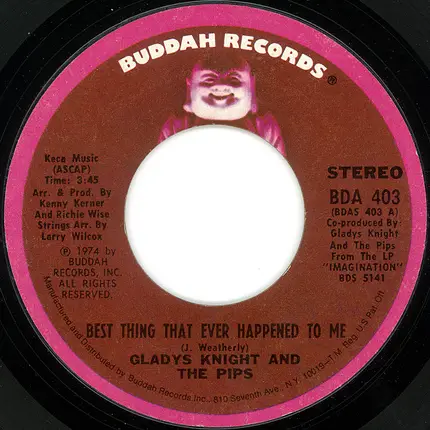 BUDDAH RECORDS®
Keca Music
(ASCAP)
Time: 3:45
Arr. & Prod. By
Kenny Kerner
And Richie Wise
Strings Arr. By
Larry Wilcox
℗ 1974 by
BUDDAH
RECORDS, INC.
ALL RIGHTS
RESERVED.
STEREO
BDA 403
(BDAS 403 A)
Co-produced By:
Gladys Knight
And The Pips
From The LP
"IMAGINATION"
BDS 5141
BEST THING THAT EVER HAPPENED TO ME
(J. Weatherly)
GLADYS KNIGHT AND
THE PIPS
Manufactured and Distributed by Buddah Records Inc., 810 Seventh Ave., N.Y. 10019—T.M. Reg. U.S. Pat. Off.